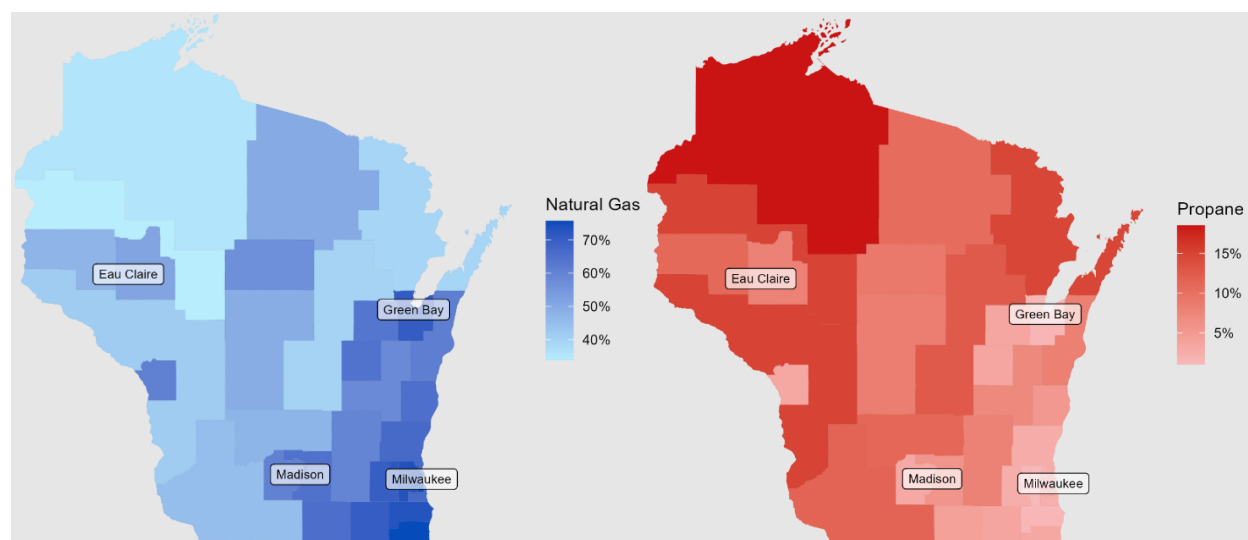 Natural Gas
70%
60%
50%
40%
Eau Claire
Green Bay
Madison
Milwaukee
Propane
15%
10%
5%
Eau Claire
Green Bay
Madison
Milwaukee